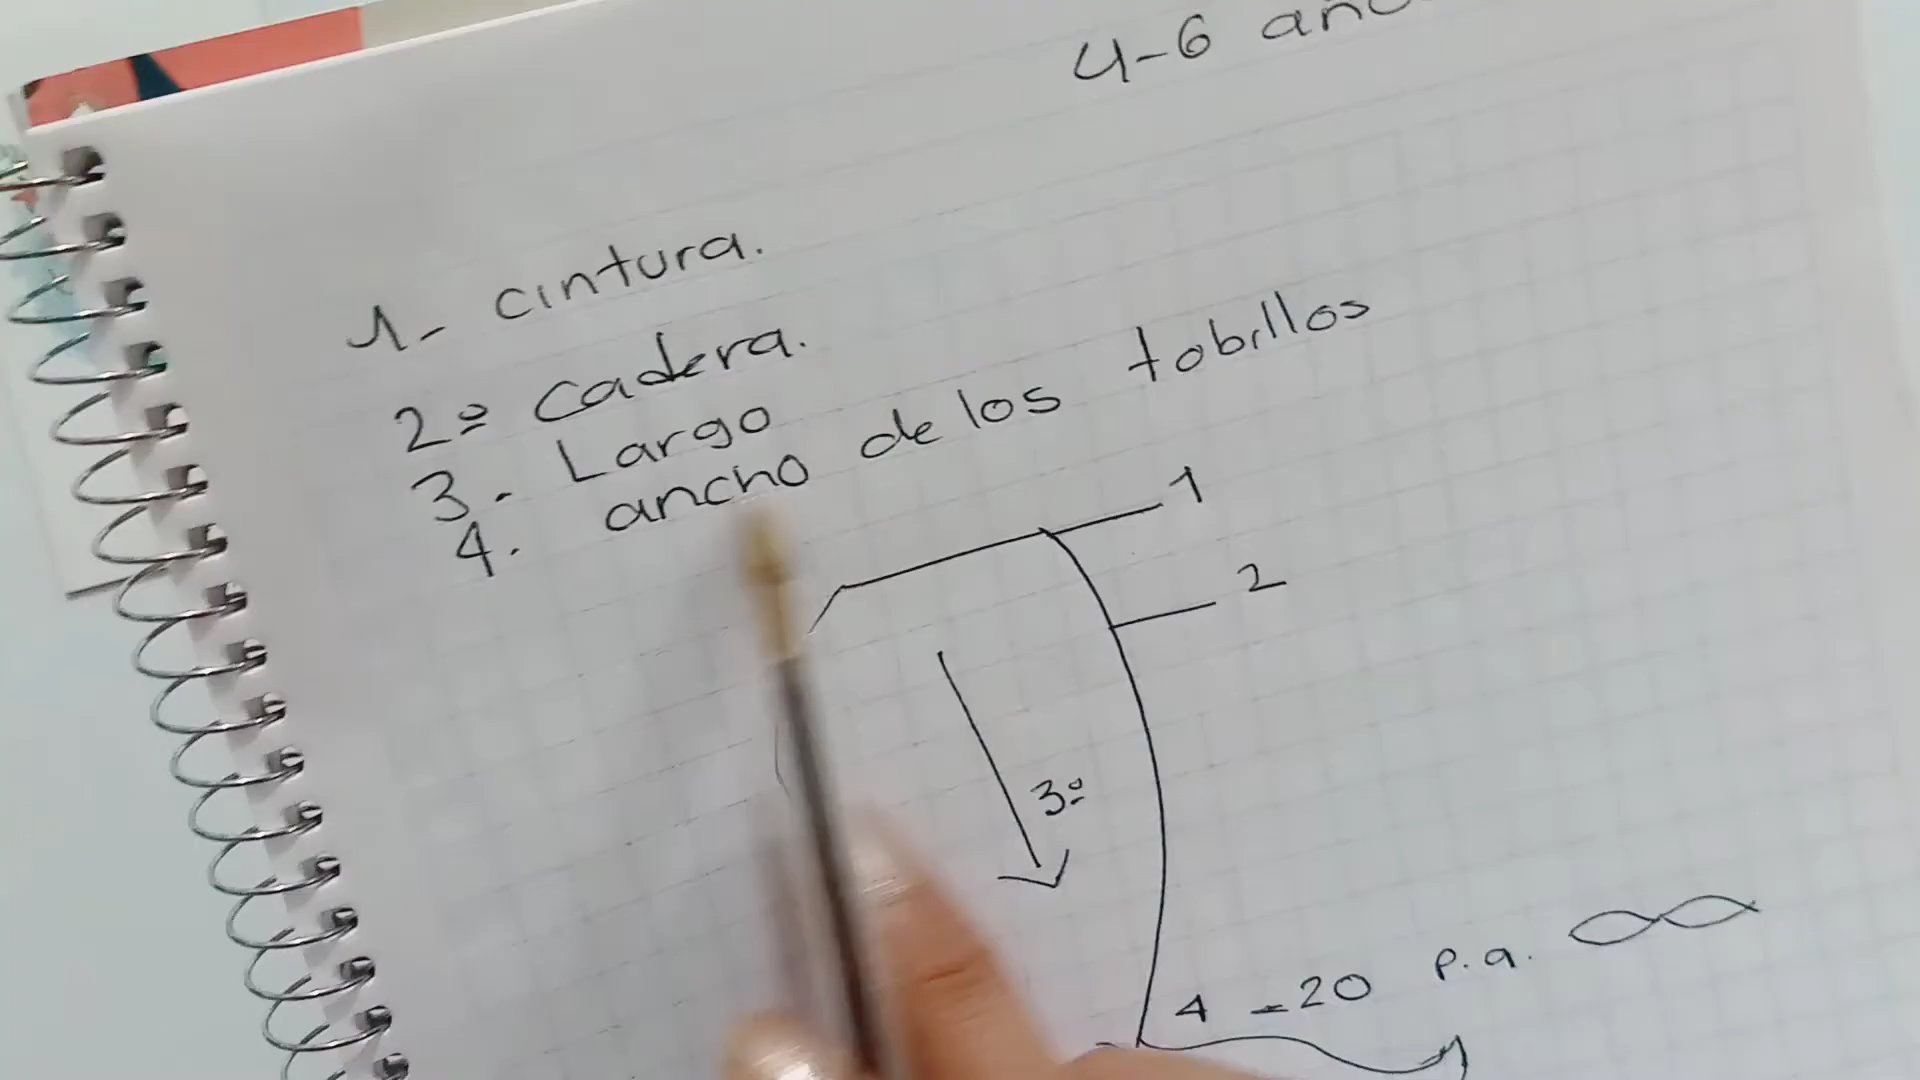 4-6
1- cintura.
2º cadera.
3. Largo
4. ancho de los tobillos
1
2
3º
4 - 20 p.a.